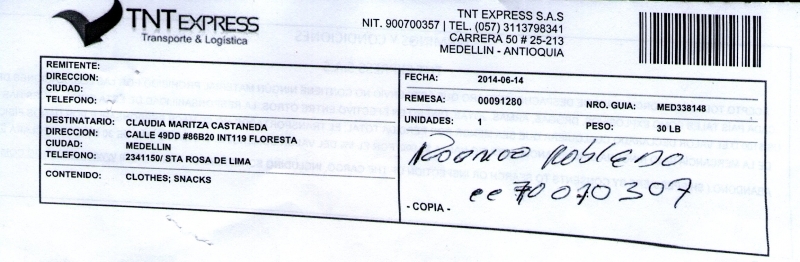 TNT EXPRESS
Transporte & Logística
TNT EXPRESS S.A.S
NIT. 900700357 | TEL. (057) 3113798341
CARRERA 50 # 25-213
MEDELLIN - ANTIOQUIA
REMITENTE:
DIRECCION:
CIUDAD:
TELEFONO:
DESTINATARIO: CLAUDIA MARITZA CASTANEDA
DIRECCION: CALLE 49DD #86B20 INT119 FLORESTA
CIUDAD: MEDELLIN
TELEFONO: 2341150/ STA ROSA DE LIMA
CONTENIDO: CLOTHES; SNACKS
FECHA: 2014-06-14
REMESA: 00091280 NRO. GUIA: MED338148
UNIDADES: 1 PESO: 30 LB
Robledo
cc 70070307
- COPIA -